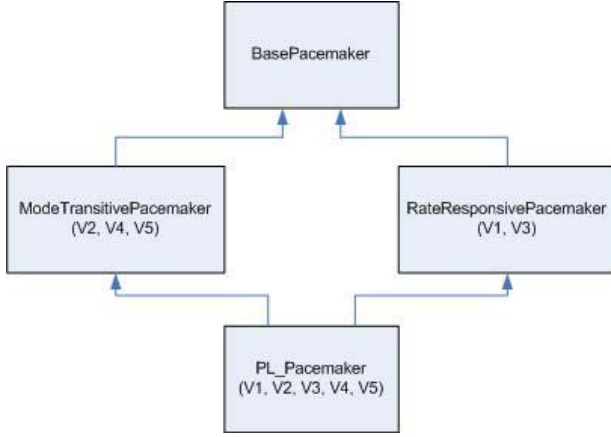 BasePacemaker
ModeTransitivePacemaker
(V2, V4, V5)
RateResponsivePacemaker
(V1, V3)
PL_Pacemaker
(V1, V2, V3, V4, V5)